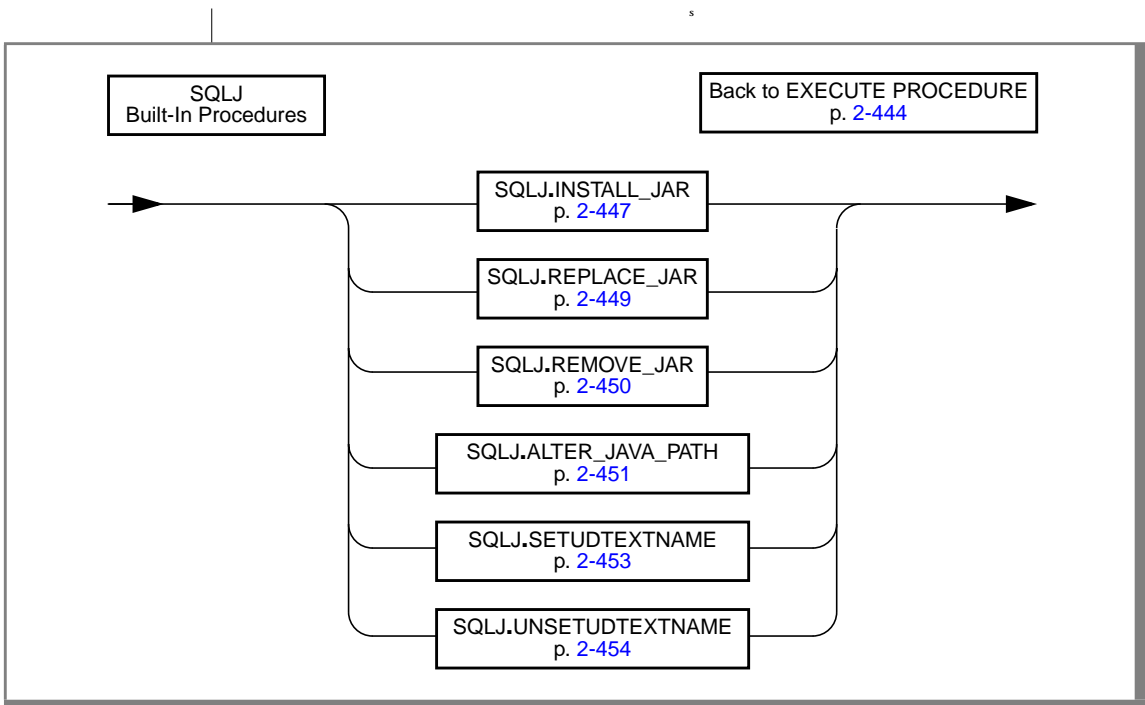 s
SQLJ
Built-In Procedures
Back to EXECUTE PROCEDURE
p. 2-444
SQLJ.INSTALL_JAR
p. 2-447
SQLJ.REPLACE_JAR
p. 2-449
SQLJ.REMOVE_JAR
p. 2-450
SQLJ.ALTER_JAVA_PATH
p. 2-451
SQLJ.SETUDTEXTNAME
p. 2-453
SQLJ.UNSETUDTEXTNAME
p. 2-454